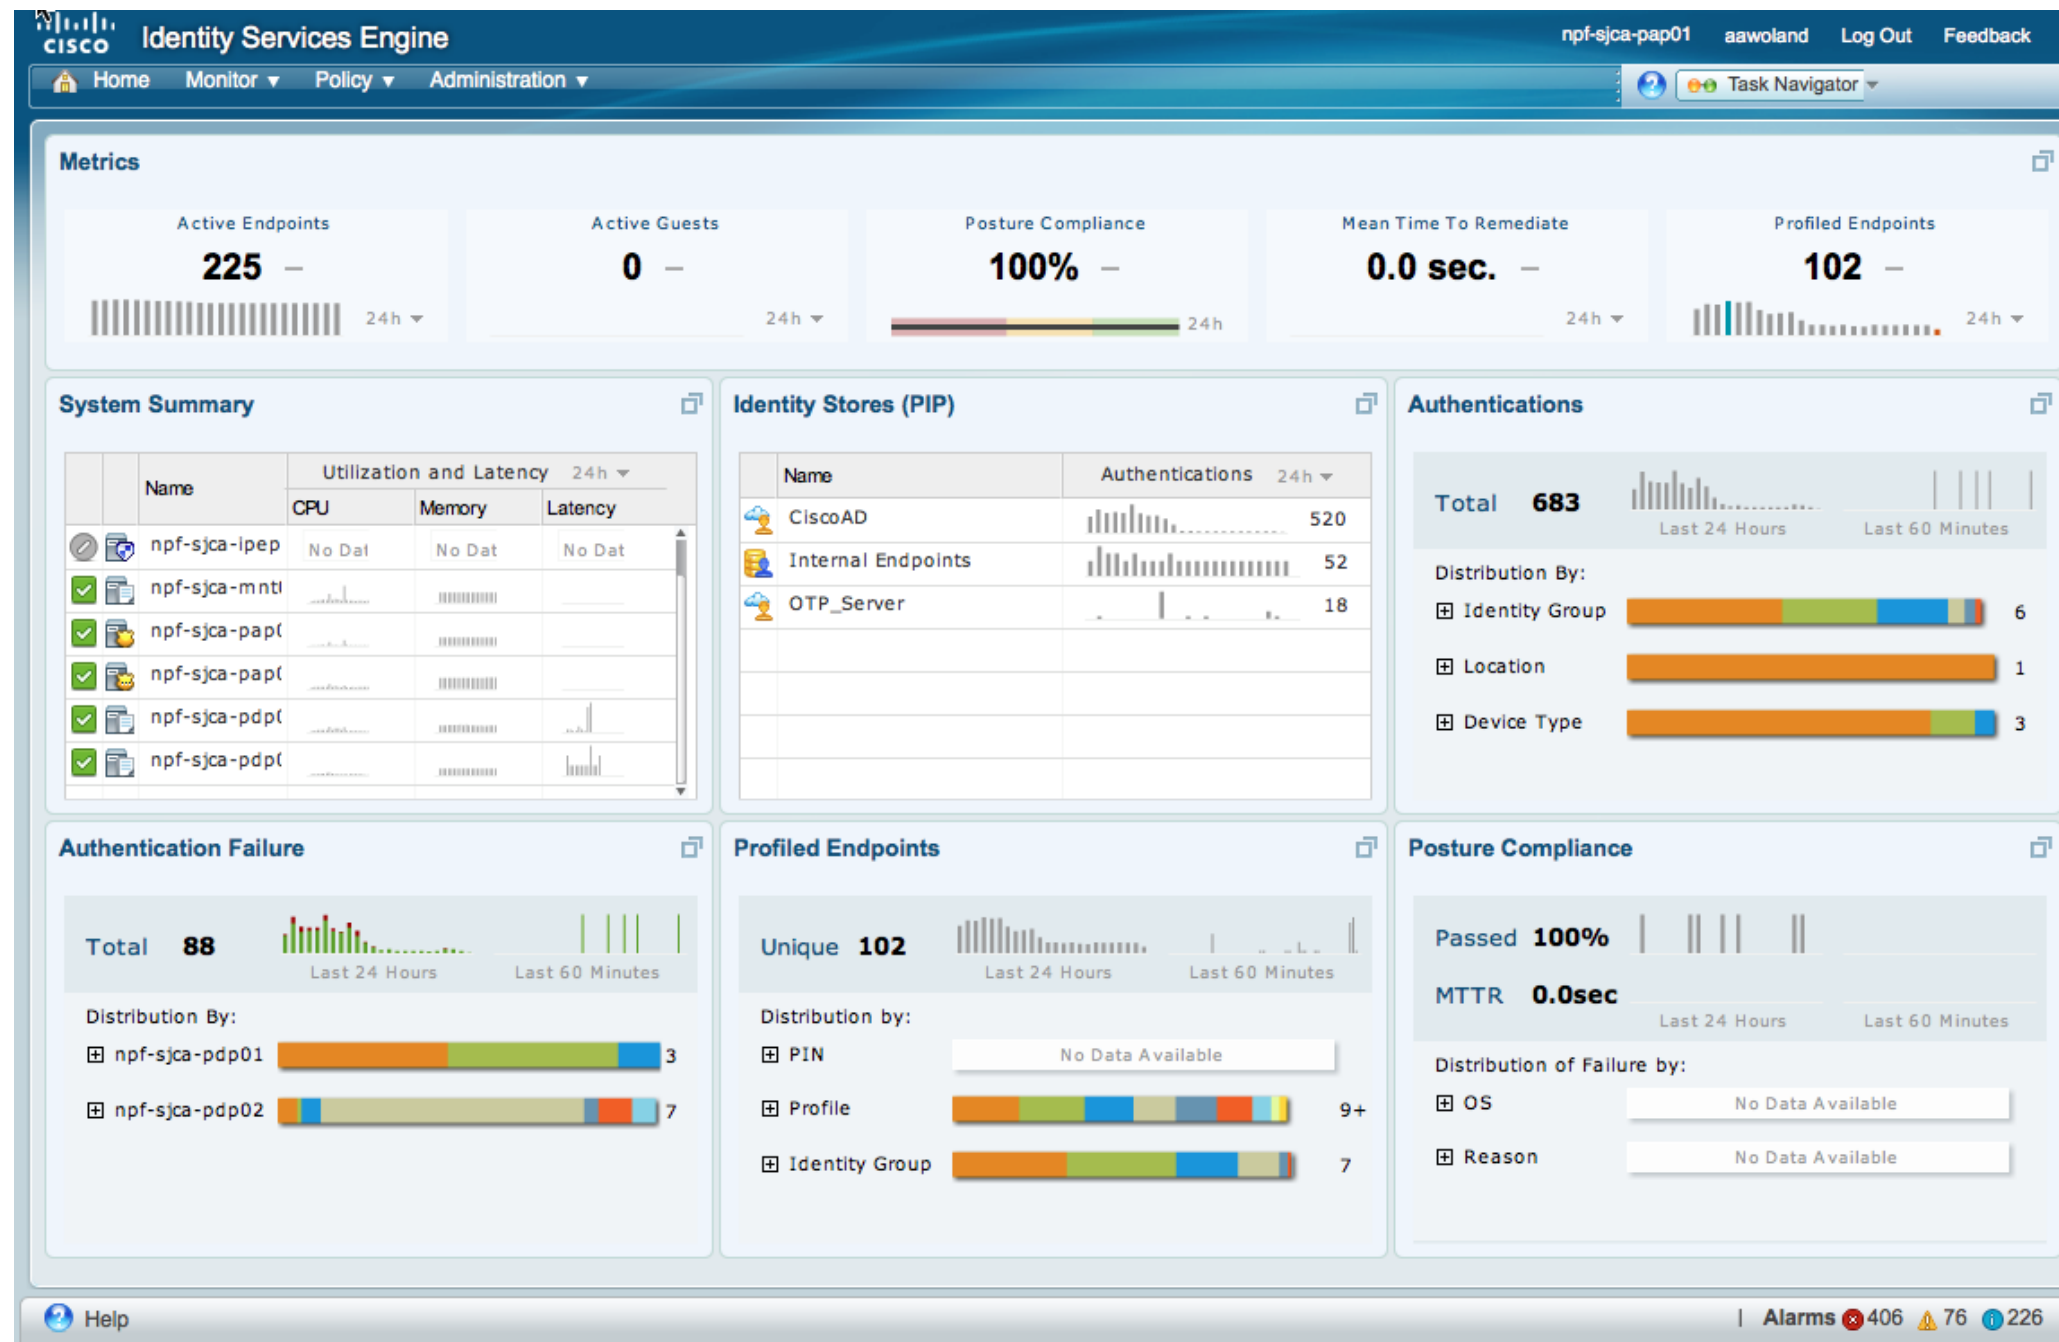 CISCO Identity Services Engine
npf-sjca-pap01 aawoland Log Out Feedback
Home Monitor Policy Administration
Task Navigator
Metrics
Active Endpoints
225
24h
Active Guests
0
24h
Posture Compliance
100%
24h
Mean Time To Remediate
0.0 sec.
24h
Profiled Endpoints
102
24h
System Summary
Name
Utilization and Latency 24h
CPU Memory Latency
npf-sjca-ipep No Dat No Dat No Dat
npf-sjca-mnt
npf-sjca-pap
npf-sjca-pap
npf-sjca-pdp
npf-sjca-pdp
Identity Stores (PIP)
Name Authentications 24h
CiscoAD 520
Internal Endpoints 52
OTP_Server 18
Authentications
Total 683
Last 24 Hours Last 60 Minutes
Distribution By:
Identity Group 6
Location 1
Device Type 3
Authentication Failure
Total 88
Last 24 Hours Last 60 Minutes
Distribution By:
npf-sjca-pdp01 3
npf-sjca-pdp02 7
Profiled Endpoints
Unique 102
Last 24 Hours Last 60 Minutes
Distribution by:
PIN No Data Available
Profile 9+
Identity Group 7
Posture Compliance
Passed 100%
MTTR 0.0sec
Last 24 Hours Last 60 Minutes
Distribution of Failure by:
OS No Data Available
Reason No Data Available
Help
| Alarms 406 76 226